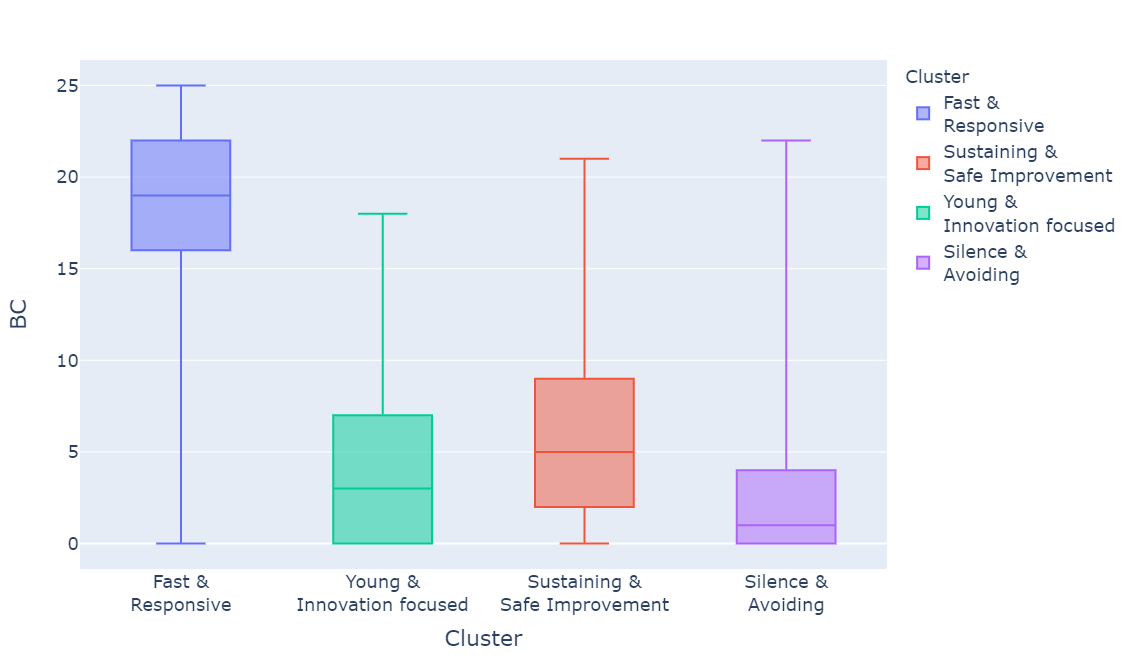 25
20
15
10
5
0
BC
Fast &
Responsive
Young &
Innovation focused
Sustaining &
Safe Improvement
Silence &
Avoiding
Cluster
Cluster
Fast &
Responsive
Sustaining &
Safe Improvement
Young &
Innovation focused
Silence &
Avoiding